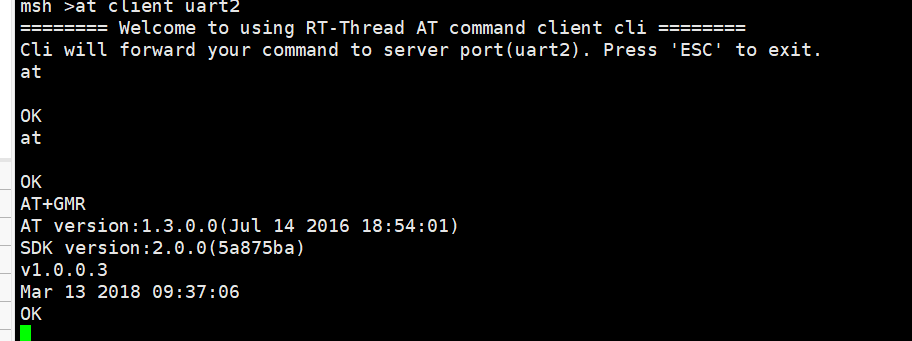 msh >at client uart2
======== Welcome to using RT-Thread AT command client cli ========
Cli will forward your command to server port(uart2). Press 'ESC' to exit.
at
OK
at
OK
AT+GMR
AT version:1.3.0.0(Jul 14 2016 18:54:01)
SDK version:2.0.0(5a875ba)
v1.0.0.3
Mar 13 2018 09:37:06
OK